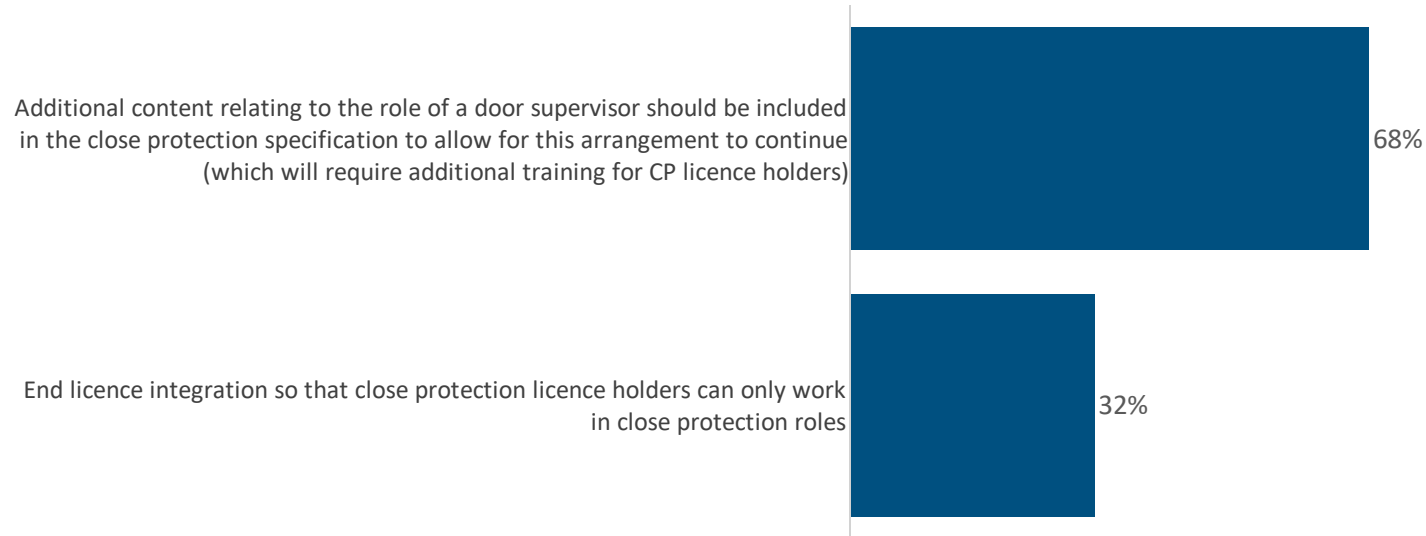 Additional content relating to the role of a door supervisor should be included
in the close protection specification to allow for this arrangement to continue
(which will require additional training for CP licence holders)
68%
End licence integration so that close protection licence holders can only work
in close protection roles
32%